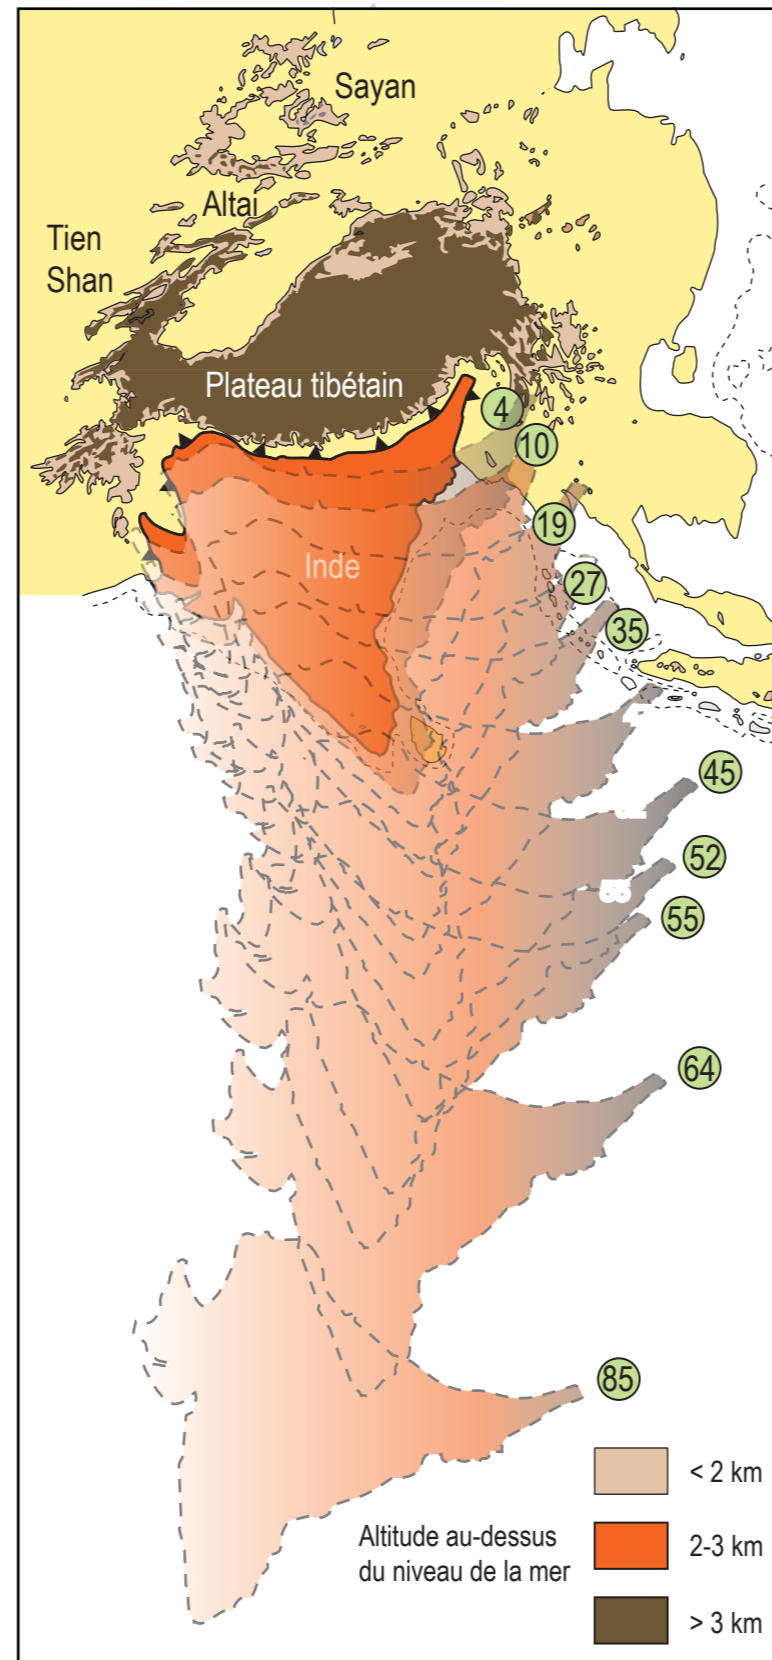 Sayan
Altai
Tien
Shan
Plateau tibétain
4
10
19
Inde
27
35
45
52
55
64
85
< 2 km
Altitude au-dessus
du niveau de la mer
2-3 km
> 3 km